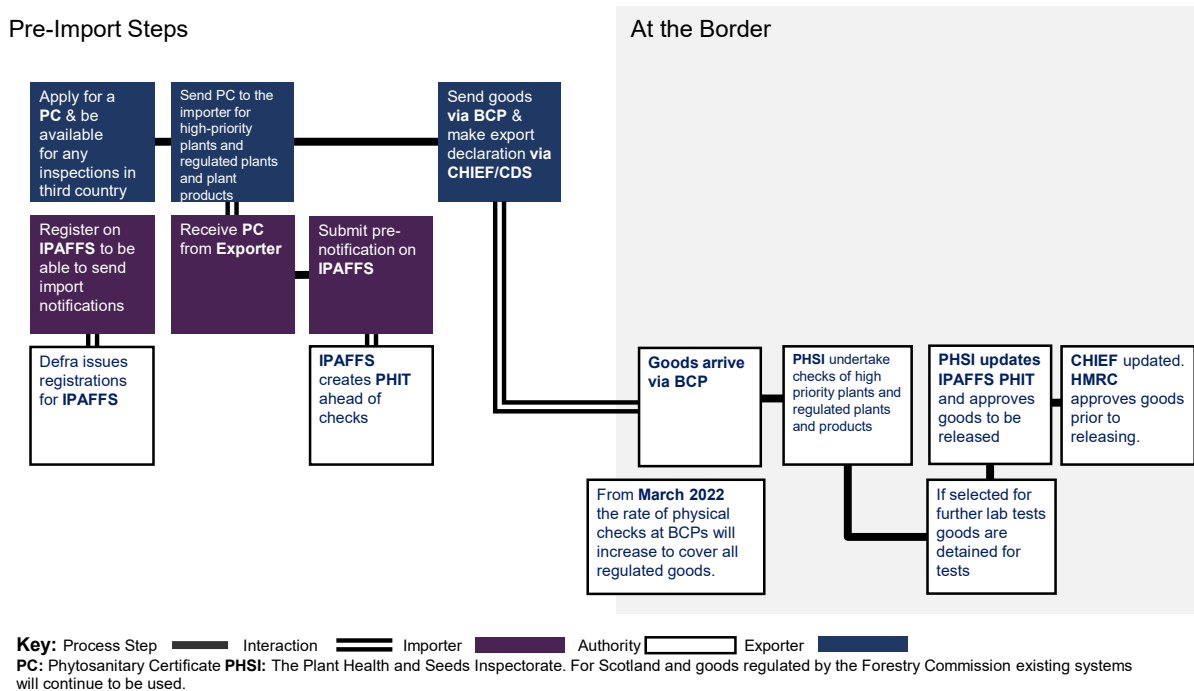 Pre-Import Steps
At the Border
Apply for a
PC & be
available
for any
inspections in
third country
Send PC to the
importer for
high-priority
plants and
regulated plants
and plant
products
Send goods
via BCP &
make export
declaration via
CHIEF/CDS
Register on
IPAFFS to be
able to send
import
notifications
Receive PC
from Exporter
Submit pre-
notification on
IPAFFS
Defra issues
registrations
for IPAFFS
IPAFFS
creates PHIT
ahead of
checks
Goods arrive
via BCP
PHSI undertake
checks of high
priority plants and
regulated plants
and products
PHSI updates
IPAFFS PHIT
and approves
goods to be
released
CHIEF updated.
HMRC
approves goods
prior to
releasing.
From March 2022
the rate of physical
checks at BCPs will
increase to cover all
regulated goods.
If selected for
further lab tests
goods are
detained for
tests
Key: Process Step Interaction Importer Authority Exporter
PC: Phytosanitary Certificate PHSI: The Plant Health and Seeds Inspectorate. For Scotland and goods regulated by the Forestry Commission existing systems
will continue to be used.